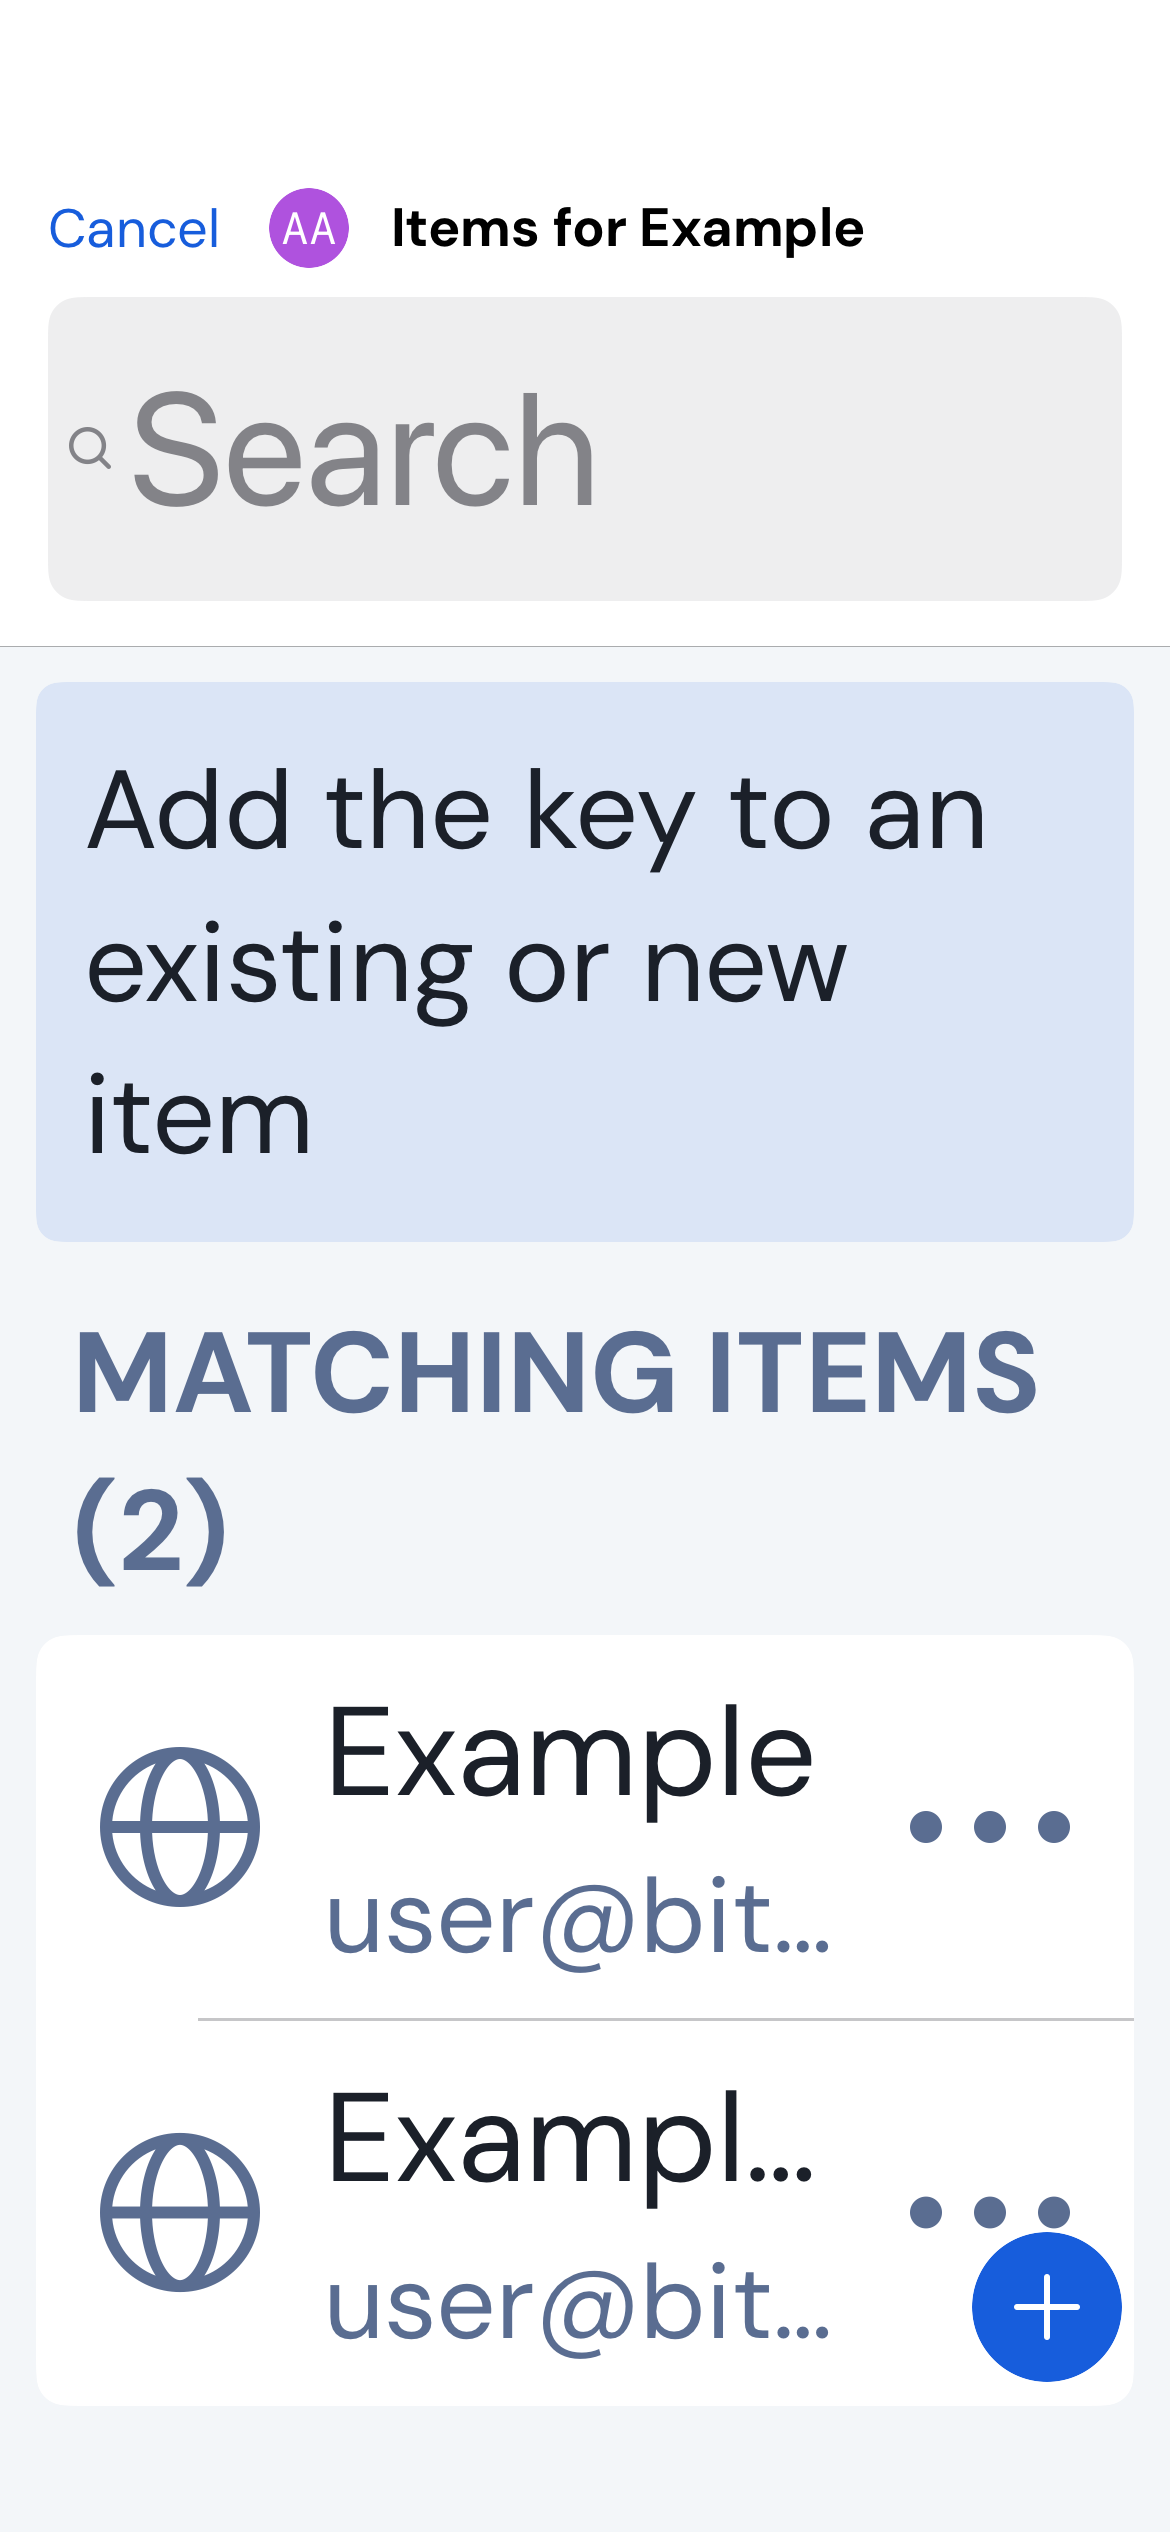 Cancel AA Items for Example
Search
Add the key to an
existing or new
item
MATCHING ITEMS
(2)
Example
user@bit...
Exampl...
user@bit...